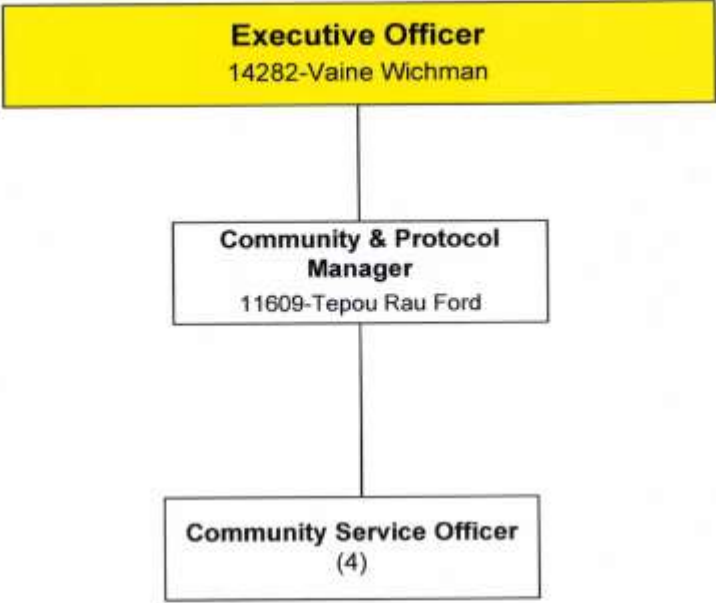 Executive Officer
14282-Vaine Wichman
Community & Protocol
Manager
11609-Tepou Rau Ford
Community Service Officer
(4)